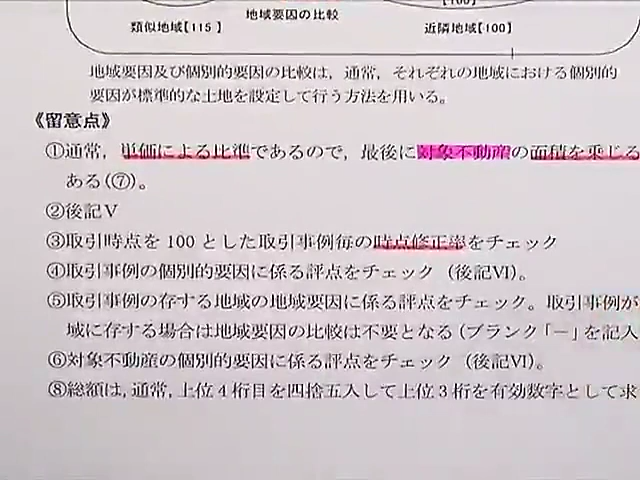 【100】
地域要因の比較
類似地域【115】
近隣地域【100】
地域要因及び個別的要因の比較は，通常，それぞれの地域における個別的
要因が標準的な土地を設定して行う方法を用いる。
《留意点》
①通常，単価による比準であるので，最後に対象不動産の面積を乗じる
ある(⑦)。
②後記Ⅴ
③取引時点を100とした取引事例毎の時点修正率をチェック
④取引事例の個別的要因に係る評点をチェック（後記Ⅵ）。
⑤取引事例の存する地域の地域要因に係る評点をチェック。取引事例が
域に存する場合は地域要因の比較は不要となる（ブランク「－」を記入
⑥対象不動産の個別的要因に係る評点をチェック（後記Ⅵ）。
⑧総額は，通常，上位4桁目を四捨五入して上位3桁を有効数字として求